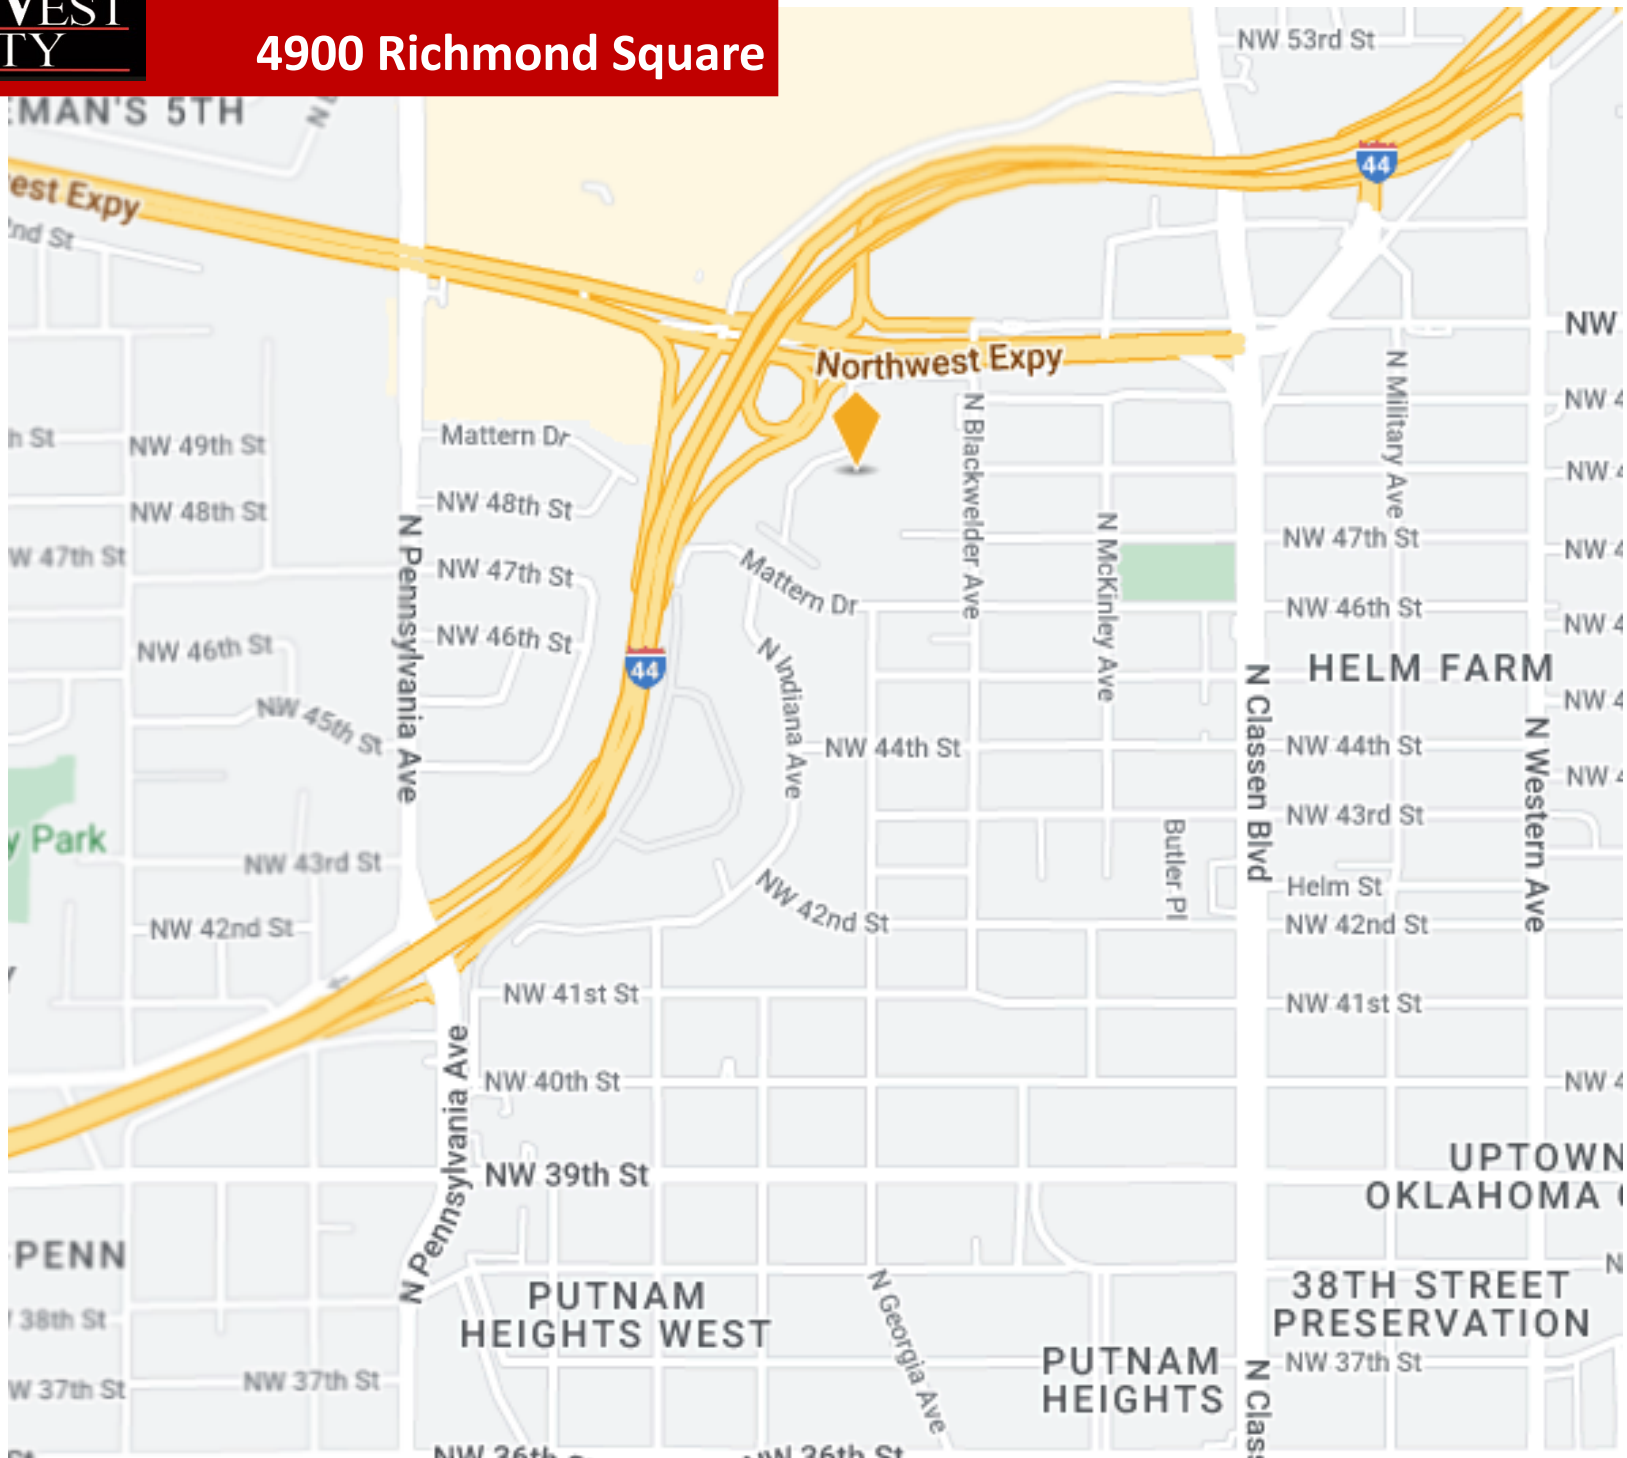 VEST
TY
4900 Richmond Square
NW 53rd St
EMAN'S 5TH
44
est Expy
2nd St
NW
Northwest Expy
N Military Ave
N Blackwelder Ave
NW 4
h St
NW 49th St
Mattern Dr
NW 4
NW 48th St
NW 48th St
N Pennsylvania Ave
N McKinley Ave
NW 47th St
NW 4
W 47th St
NW 47th St
Mattern Dr
NW 46th St
NW 4
NW 46th St
NW 46th St
N Indiana Ave
44
HELM FARM
N Classen Blvd
NW 4
NW 45th St
N Western Ave
NW 44th St
NW 44th St
NW 4
y Park
NW 43rd St
NW 43rd St
Butler Pl
Helm St
NW 42nd St
NW 42nd St
NW 42nd St
Y
NW 41st St
NW 41st St
N Pennsylvania Ave
NW 40th St
NW 4
NW 39th St
UPTOWN
OKLAHOMA
-PENN
PUTNAM
HEIGHTS WEST
N Georgia Ave
38TH STREET
PRESERVATION
N
38th St
PUTNAM
HEIGHTS
N Class
NW 37th St
W 37th St
NW 37th St
NW 36th S
NW 36th St
St